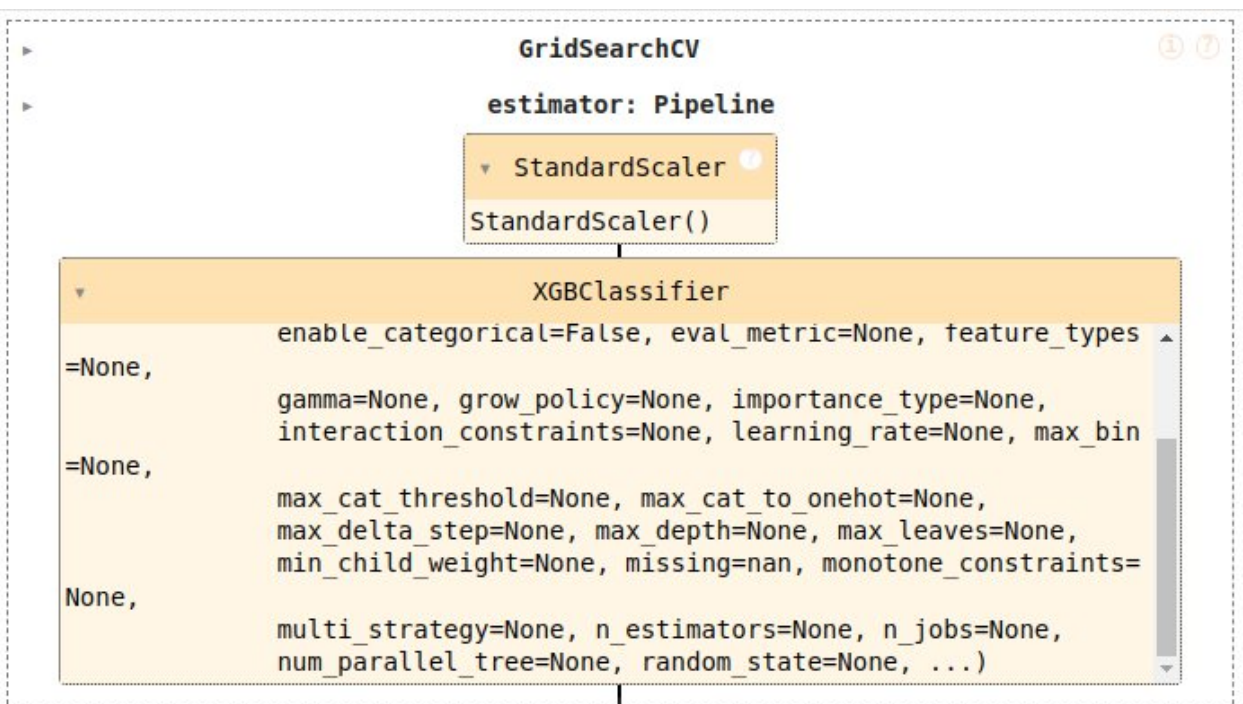 GridSearchCV
i ?
estimator: Pipeline
StandardScaler ?
StandardScaler()
XGBClassifier
enable_categorical=False, eval_metric=None, feature_types
=None,
gamma=None, grow_policy=None, importance_type=None,
interaction_constraints=None, learning_rate=None, max_bin
=None,
max_cat_threshold=None, max_cat_to_onehot=None,
max_delta_step=None, max_depth=None, max_leaves=None,
min_child_weight=None, missing=nan, monotone_constraints=
None,
multi_strategy=None, n_estimators=None, n_jobs=None,
num_parallel_tree=None, random_state=None, ...)